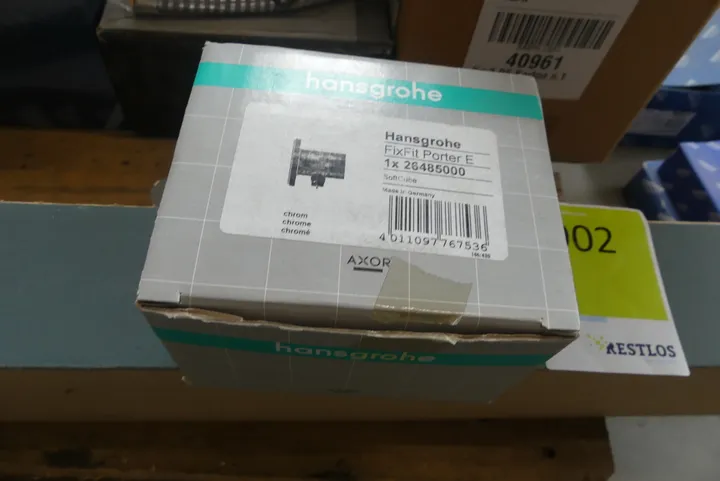 40961
hansgrohe
Hansgrohe
FixFit Porter E
1x 26485000
SoftCube
Made in Germany
chrom
chrome
chromé
4 011097 767536
AXOR
hansgrohe
002
RESTLOS